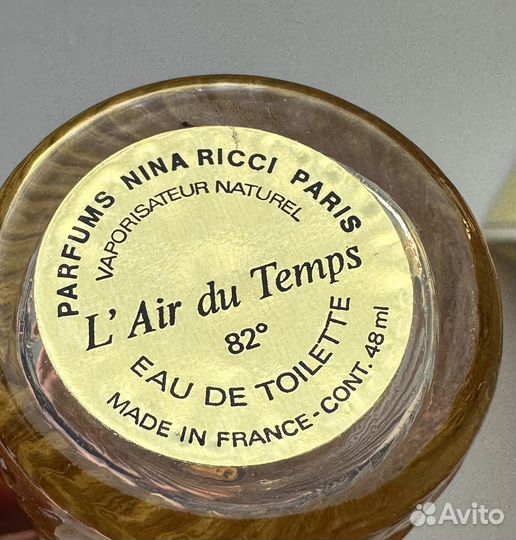 PARFUMS NINA RICCI PARIS
VAPORISATEUR NATUREL
L'Air du Temps
82°
EAU DE TOILETTE
MADE IN FRANCE - CONT. 48 ml
Avito